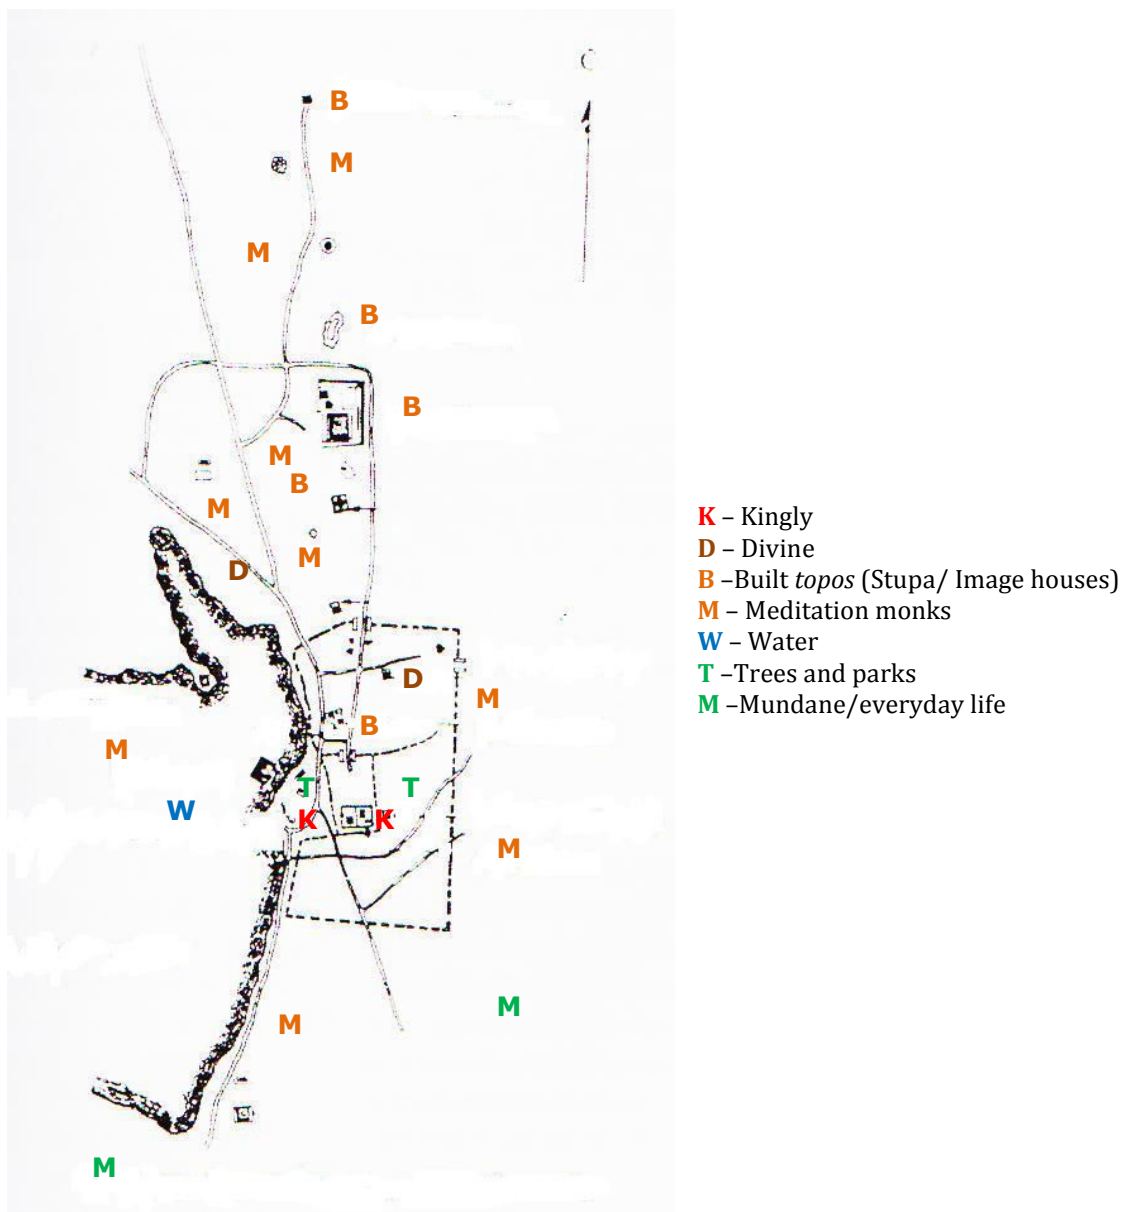 B
M
M
B
B
M
B
M
M
D
D
M
B
M
T
T
W
K
K
M
M
M
M
K – Kingly
D – Divine
B –Built topos (Stupa/ Image houses)
M – Meditation monks
W – Water
T –Trees and parks
M –Mundane/everyday life